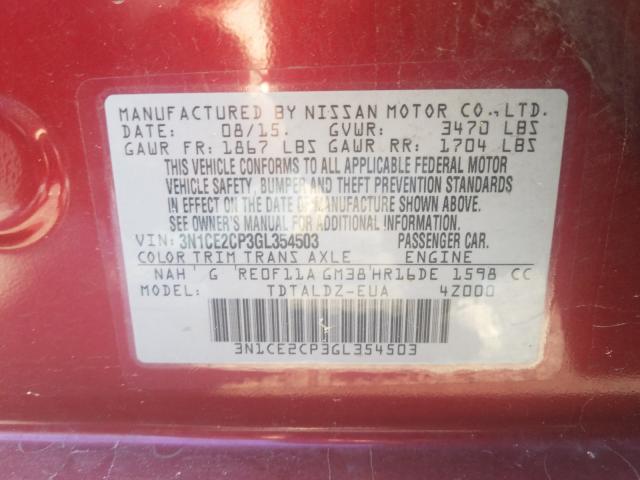 MANUFACTURED BY NISSAN MOTOR CO., LTD.
DATE: 08/15. GVWR: 3470 LBS
GAWR FR: 1867 LBS GAWR RR: 1704 LBS
THIS VEHICLE CONFORMS TO ALL APPLICABLE FEDERAL MOTOR
VEHICLE SAFETY, BUMPER AND THEFT PREVENTION STANDARDS
IN EFFECT ON THE DATE OF MANUFACTURE SHOWN ABOVE.
SEE OWNER'S MANUAL FOR ADDITIONAL INFORMATION.
VIN: 3N1CE2CP3GL354503 PASSENGER CAR.
COLOR TRIM TRANS AXLE ENGINE
NAH G RE0F11A GM38 HR16DE 1598 CC
MODEL: TDTALDZ-EUA 4Z000
3N1CE2CP3GL354503